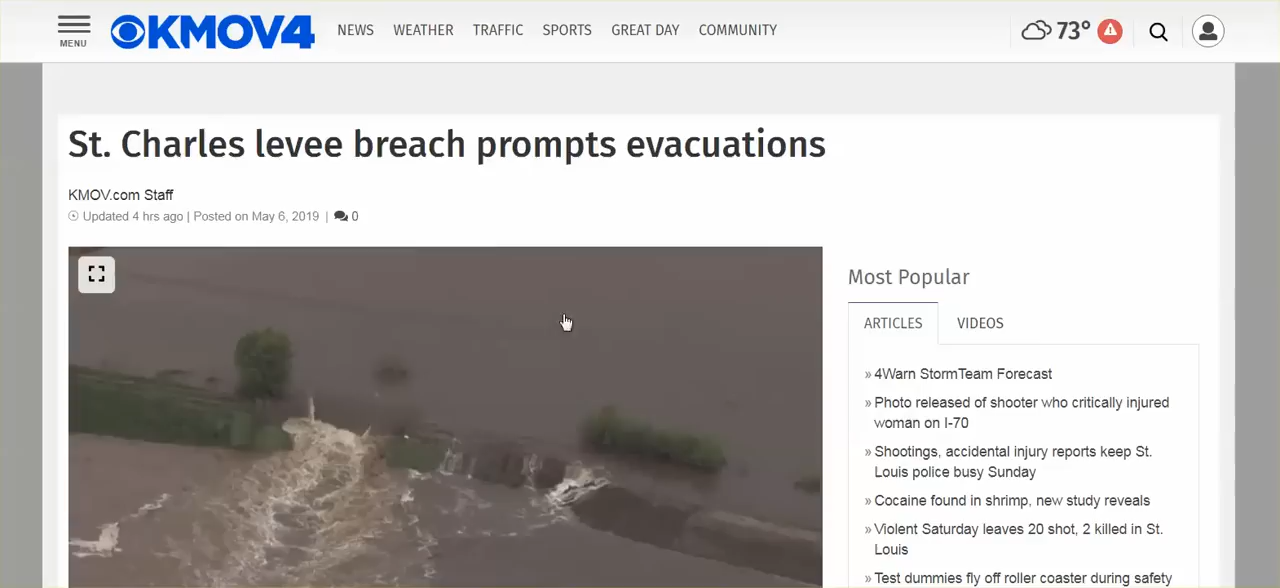 MENU
KMOV4
NEWS WEATHER TRAFFIC SPORTS GREAT DAY COMMUNITY
73°
St. Charles levee breach prompts evacuations
KMOV.com Staff
Updated 4 hrs ago | Posted on May 6, 2019 | 0
Most Popular
ARTICLES VIDEOS
» 4Warn StormTeam Forecast
» Photo released of shooter who critically injured
woman on I-70
» Shootings, accidental injury reports keep St.
Louis police busy Sunday
» Cocaine found in shrimp, new study reveals
» Violent Saturday leaves 20 shot, 2 killed in St.
Louis
» Test dummies fly off roller coaster during safety